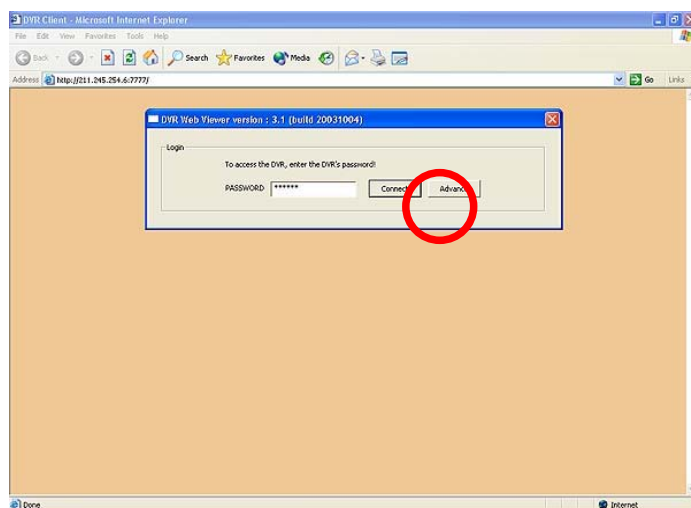 DVR Client - Microsoft Internet Explorer
File Edit View Favorites Tools Help
Back Search Favorites Media
Address http://211.245.254.6:7777/ Go Links
DVR Web Viewer version : 3.1 (build 20031004)
Login
To access the DVR, enter the DVR's password!
PASSWORD ****** Connect
Done Internet